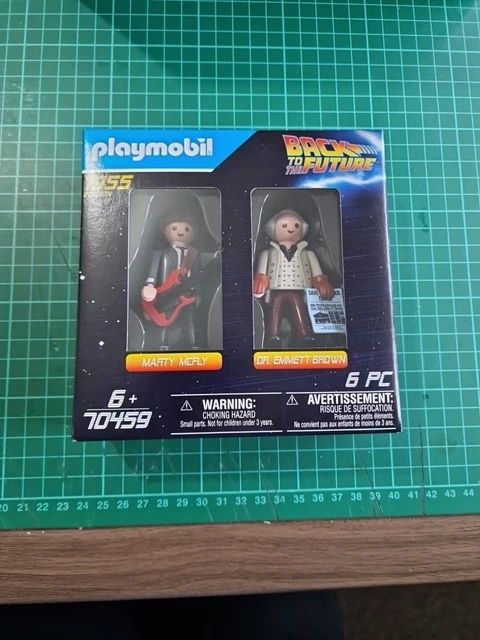 playmobil
BACK
TO THE
FUTURE
1955
SAVE
MARTY MCFLY
DR. EMMETT BROWN
6 PC
6+
70459
WARNING:
CHOKING HAZARD
Small parts. Not for children under 3 years.
AVERTISSEMENT:
RISQUE DE SUFFOCATION.
Présence de petits éléments.
Ne convient pas aux enfants de moins de 3 ans.
20 21 22 23 24 25 26 27 28 29 30 31 32 33 34 35 36 37 38 39 40 41 42 43 44